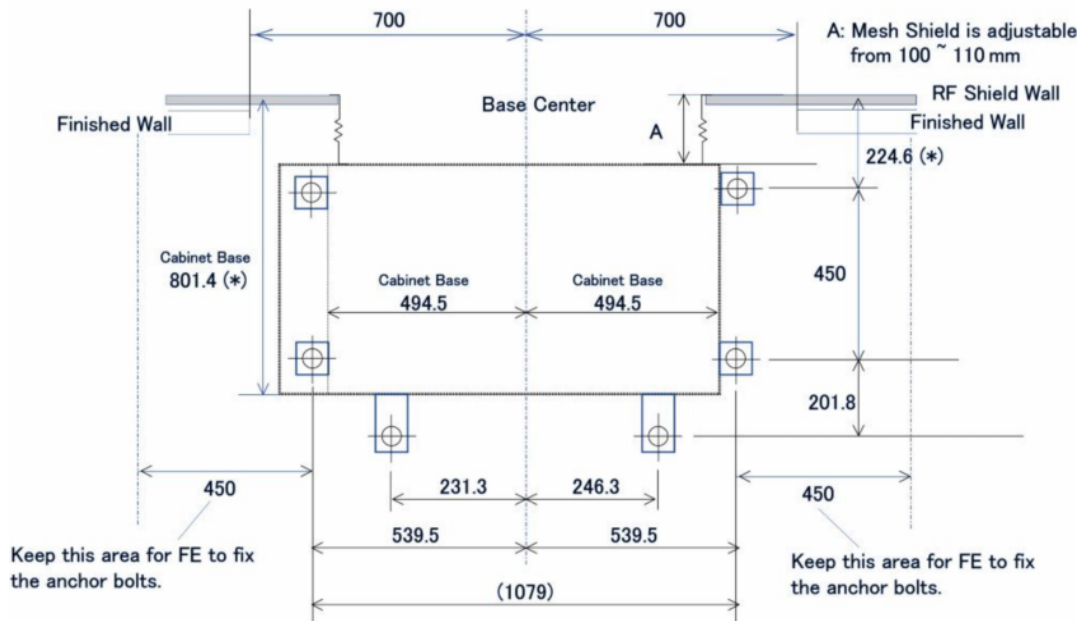 700
700
A: Mesh Shield is adjustable
from 100 ~ 110 mm
Base Center
RF Shield Wall
Finished Wall
A
Finished Wall
224.6 (*)
Cabinet Base
801.4 (*)
Cabinet Base
494.5
Cabinet Base
494.5
450
201.8
450
231.3
246.3
450
539.5
539.5
Keep this area for FE to fix
the anchor bolts.
Keep this area for FE to fix
the anchor bolts.
(1079)